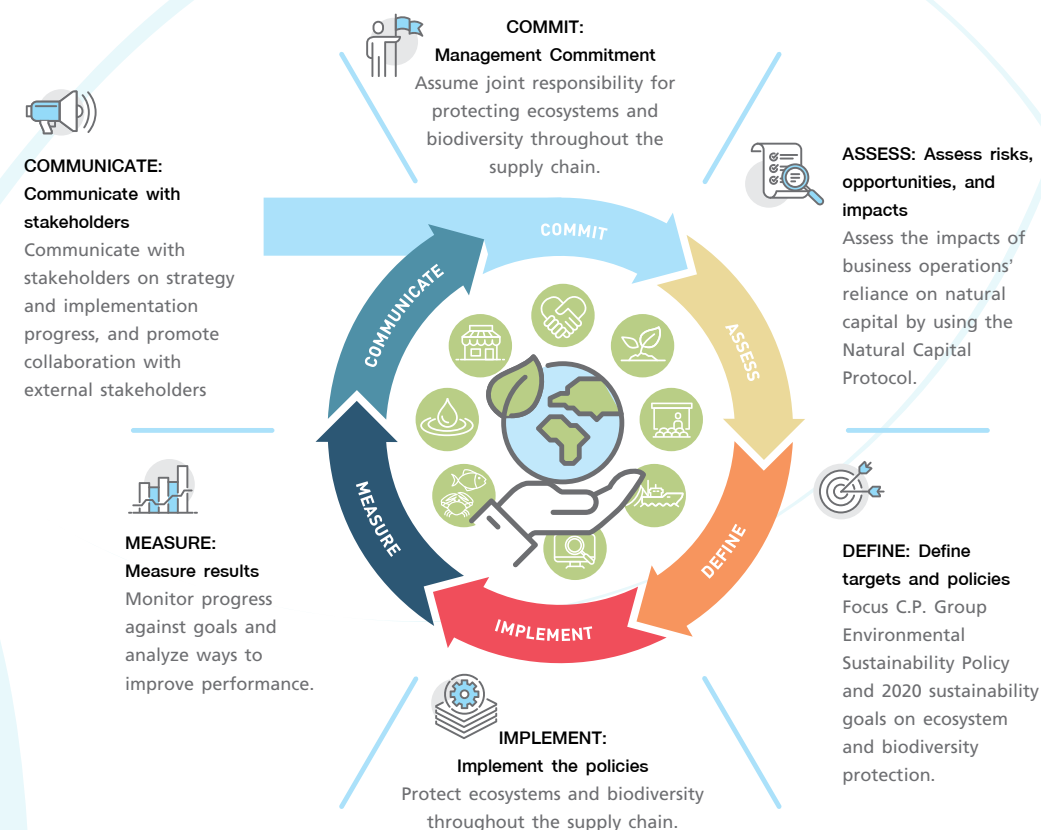 COMMIT:
Management Commitment
Assume joint responsibility for
protecting ecosystems and
biodiversity throughout the
supply chain.
ASSESS: Assess risks,
opportunities, and
impacts
Assess the impacts of
business operations'
reliance on natural
capital by using the
Natural Capital
Protocol.
DEFINE: Define
targets and policies
Focus C.P. Group
Environmental
Sustainability Policy
and 2020 sustainability
goals on ecosystem
and biodiversity
protection.
IMPLEMENT:
Implement the policies
Protect ecosystems and biodiversity
throughout the supply chain.
MEASURE:
Measure results
Monitor progress
against goals and
analyze ways to
improve performance.
COMMUNICATE:
Communicate with
stakeholders
Communicate with
stakeholders on strategy
and implementation
progress, and promote
collaboration with
external stakeholders
COMMIT
ASSESS
DEFINE
IMPLEMENT
MEASURE
COMMUNICATE